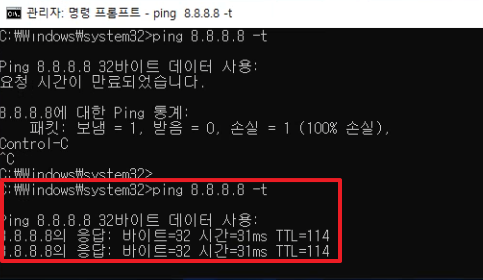 관리자: 명령 프롬프트 - ping 8.8.8.8 -t
C:\Windows\system32>ping 8.8.8.8 -t
Ping 8.8.8.8 32바이트 데이터 사용:
요청 시간이 만료되었습니다.
8.8.8.8에 대한 Ping 통계:
패킷: 보냄 = 1, 받음 = 0, 손실 = 1 (100% 손실),
Control-C
^C
C:\Windows\system32>
C:\Windows\system32>ping 8.8.8.8 -t
Ping 8.8.8.8 32바이트 데이터 사용:
8.8.8.8의 응답: 바이트=32 시간=31ms TTL=114
8.8.8.8의 응답: 바이트=32 시간=31ms TTL=114